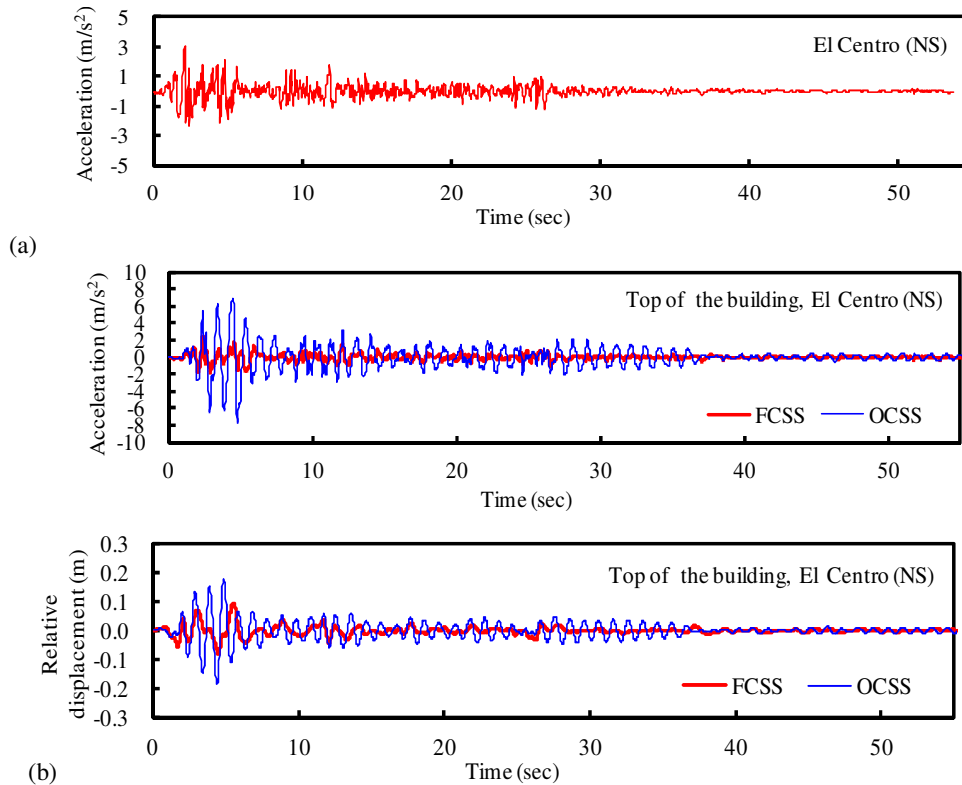 5
3
1
-1
-3
-5
Acceleration (m/s²)
El Centro (NS)
0 10 20 30 40 50
Time (sec)
(a)
10
8
6
4
2
0
-2
-4
-6
-8
-10
Acceleration (m/s²)
Top of the building, El Centro (NS)
FCSS OCSS
0 10 20 30 40 50
Time (sec)
0.3
0.2
0.1
0.0
-0.1
-0.2
-0.3
Relative
displacement (m)
Top of the building, El Centro (NS)
FCSS OCSS
0 10 20 30 40 50
Time (sec)
(b)